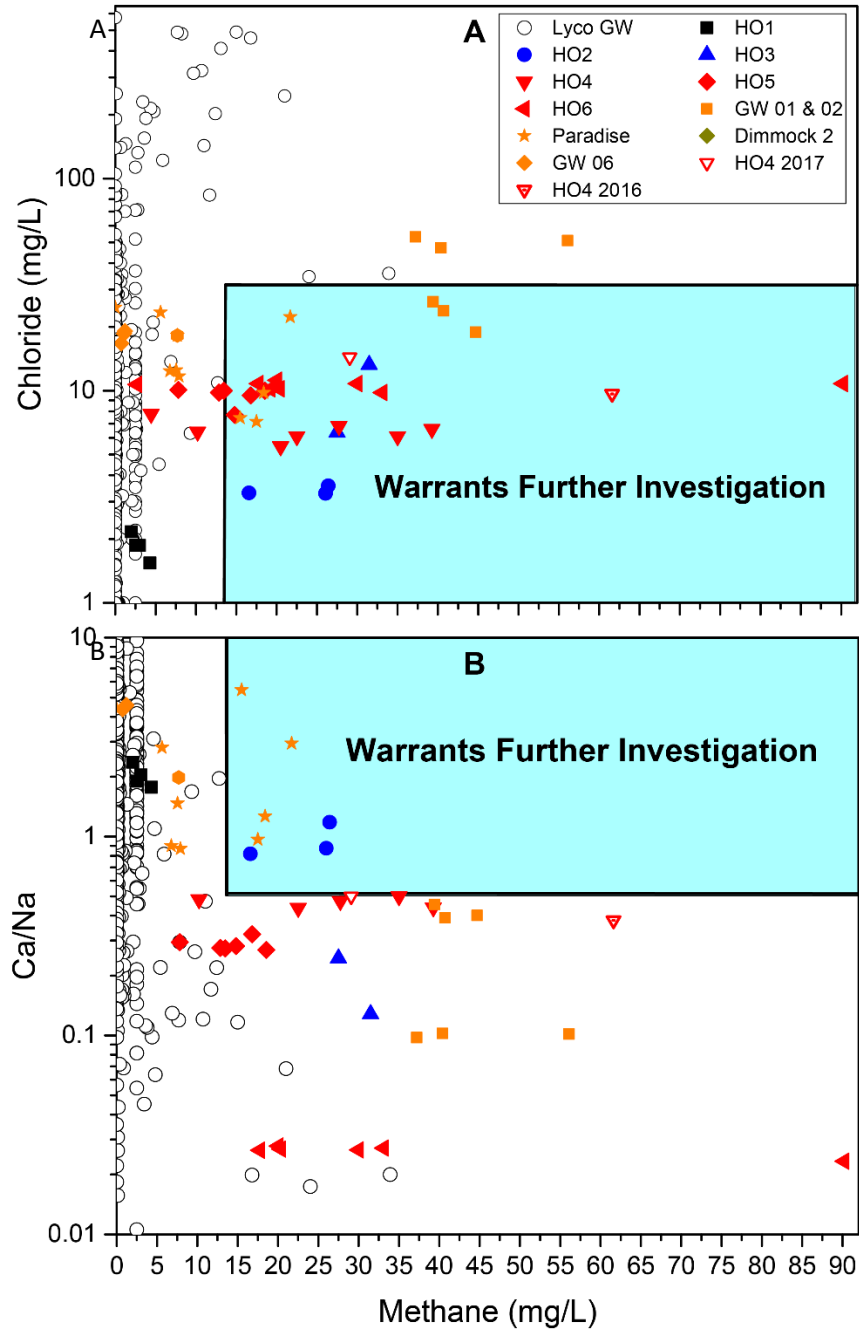 A
A
Lyco GW
HO1
HO2
HO3
HO4
HO5
HO6
GW 01 & 02
Paradise
Dimmock 2
GW 06
HO4 2017
HO4 2016
100
10
1
Chloride (mg/L)
Warrants Further Investigation
B
B
10
1
0.1
0.01
Ca/Na
Warrants Further Investigation
0 5 10 15 20 25 30 35 40 45 50 55 60 65 70 75 80 85 90
Methane (mg/L)